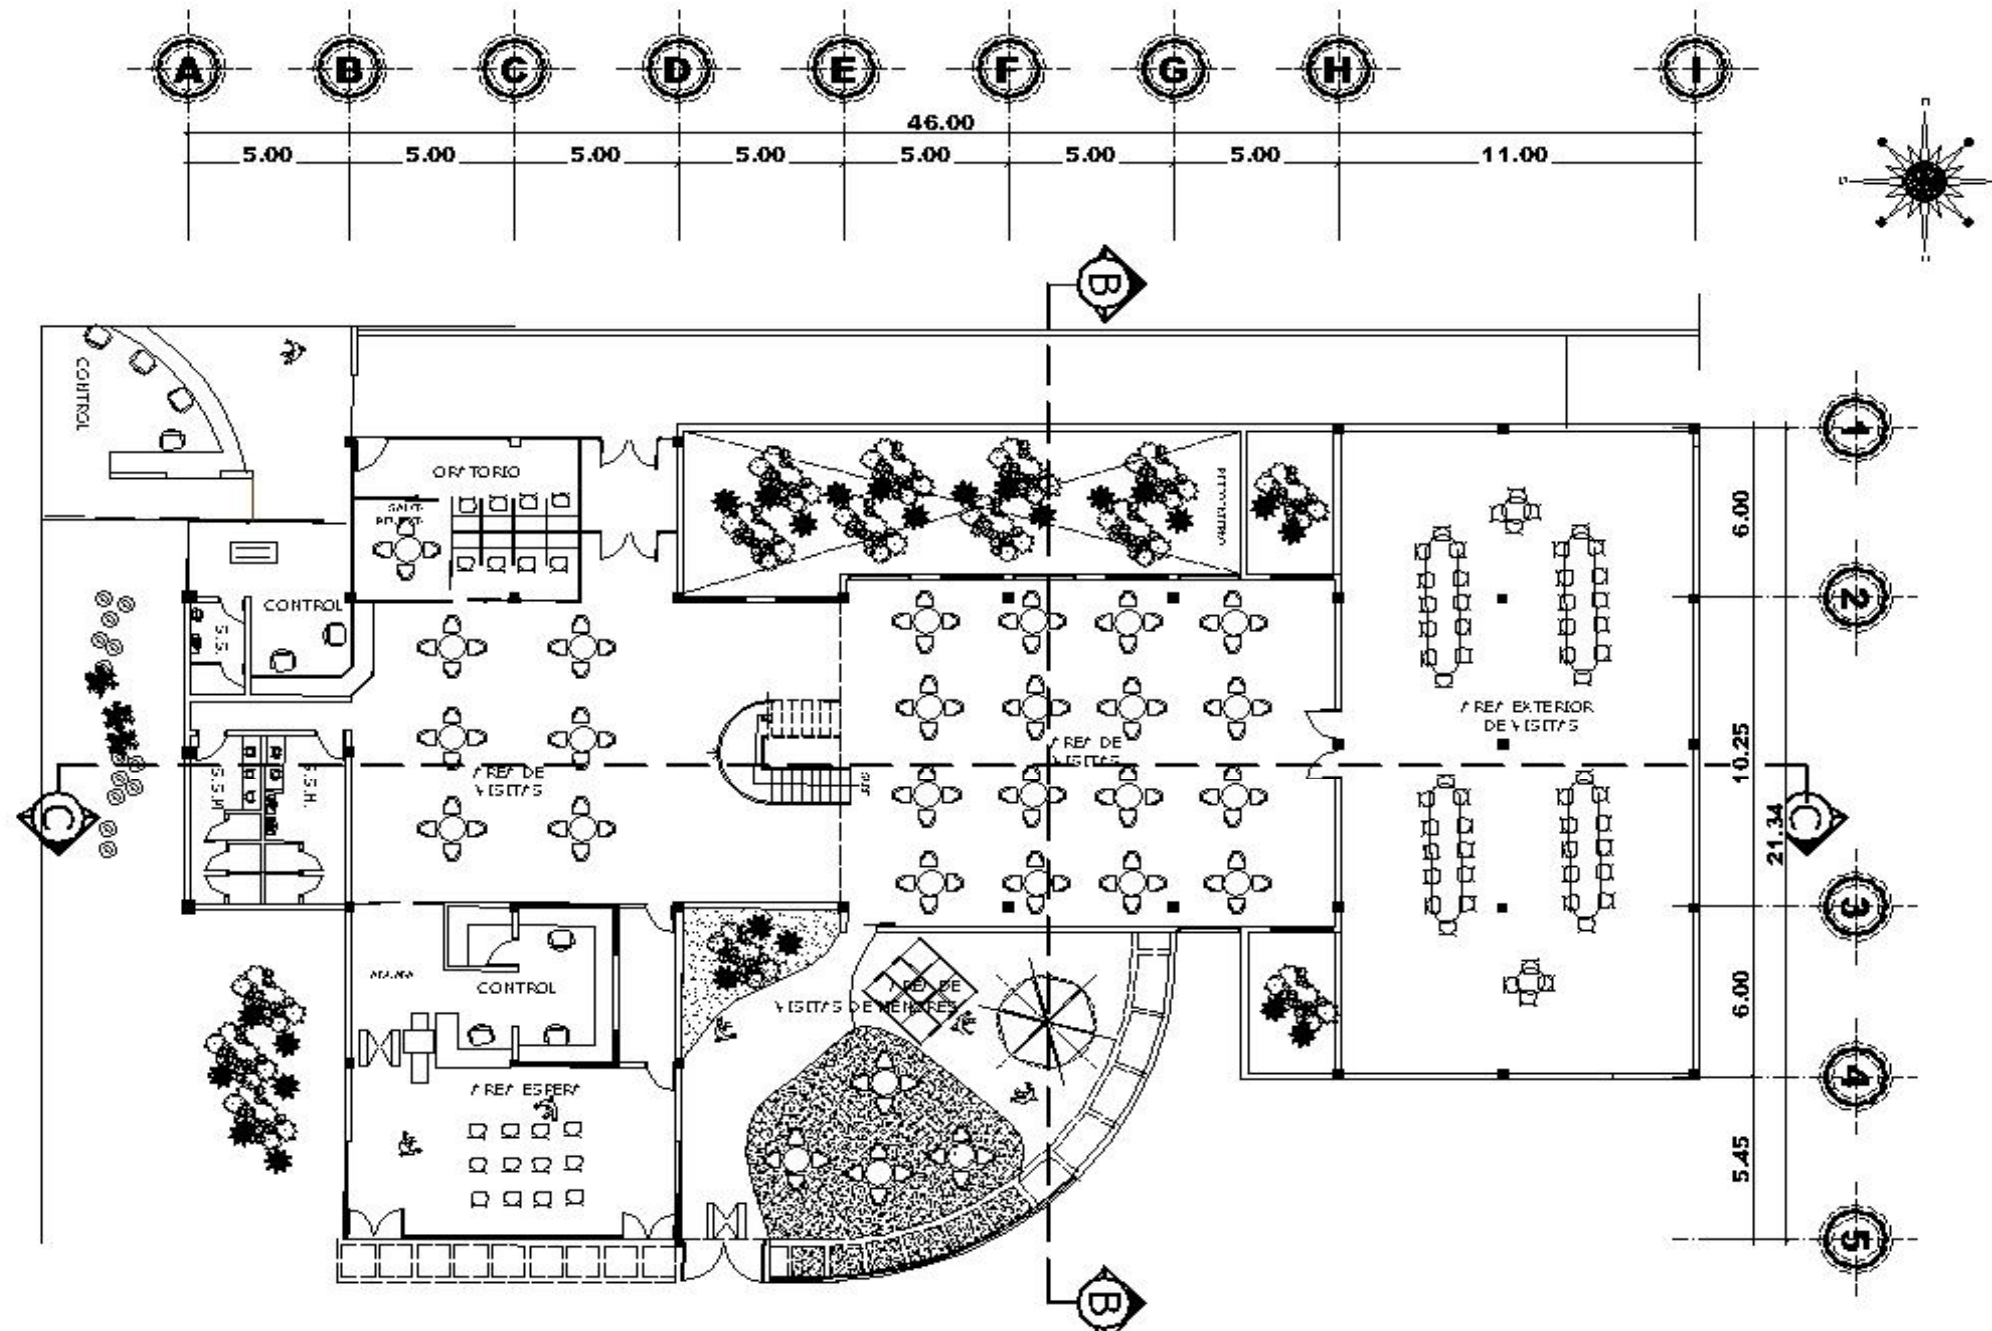 A B C D E F G H I
46.00
5.00 5.00 5.00 5.00 5.00 5.00 5.00 11.00
B
CONTROL
1
ORATORIO
6.00
2
CONTROL
S.S.
AREA EXTERIOR
DE VISITAS
AREA DE
VISITAS
AREA DE
VISITAS
10.25
S.S.H.
S.S.H.
C
C
21.34
3
CONTROL
AREA DE
VISITAS DE MENORES
6.00
4
AREA ESPERA
5.45
5
B